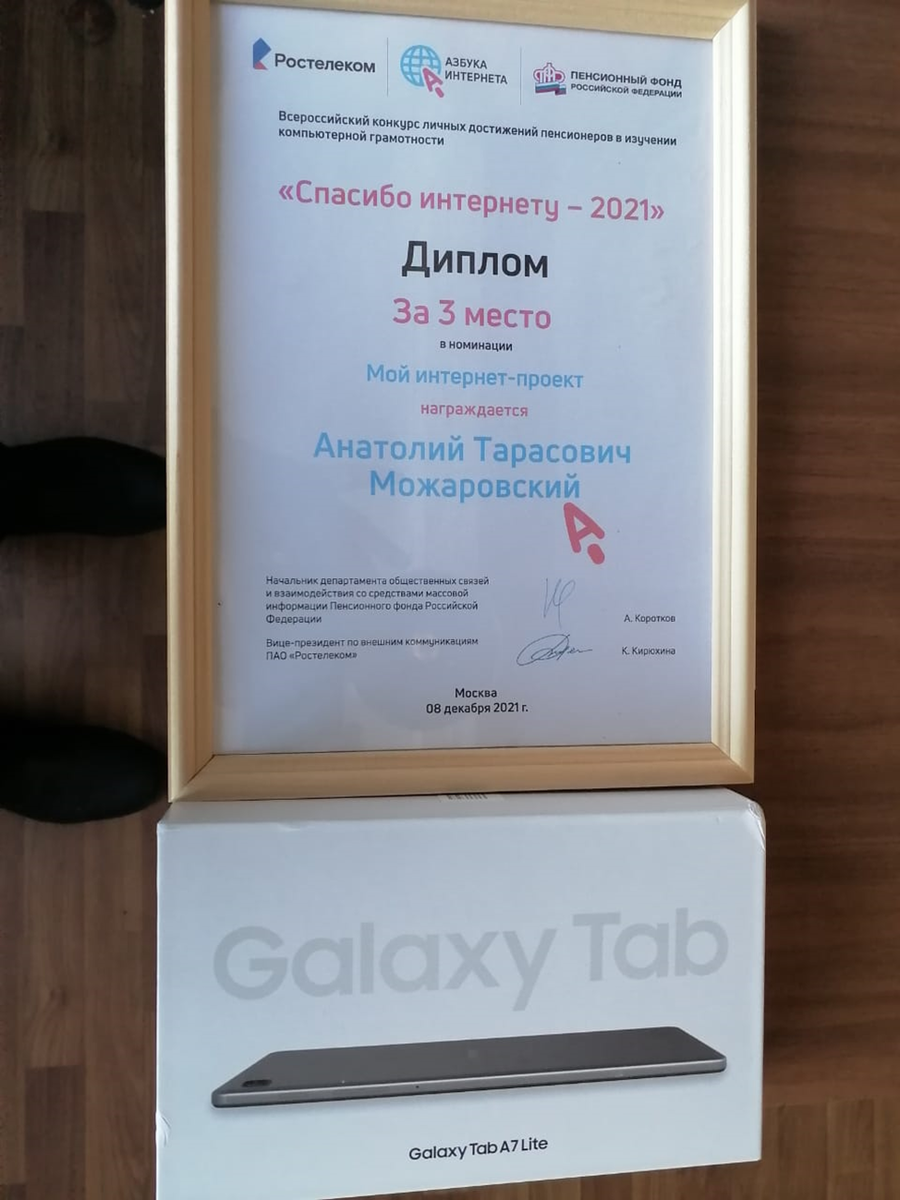 Ростелеком
АЗБУКА
ИНТЕРНЕТА
ПЕНСИОННЫЙ ФОНД
РОССИЙСКОЙ ФЕДЕРАЦИИ
Всероссийский конкурс личных достижений пенсионеров в изучении
компьютерной грамотности
«Спасибо интернету – 2021»
Диплом
За 3 место
в номинации
Мой интернет-проект
награждается
Анатолий Тарасович
Можаровский
А
Начальник департамента общественных связей
и взаимодействия со средствами массовой
информации Пенсионного фонда Российской
Федерации
А. Коротков
Вице-президент по внешним коммуникациям
ПАО «Ростелеком»
К. Кирюхина
Москва
08 декабря 2021 г.
Galaxy Tab
Galaxy Tab A7 Lite